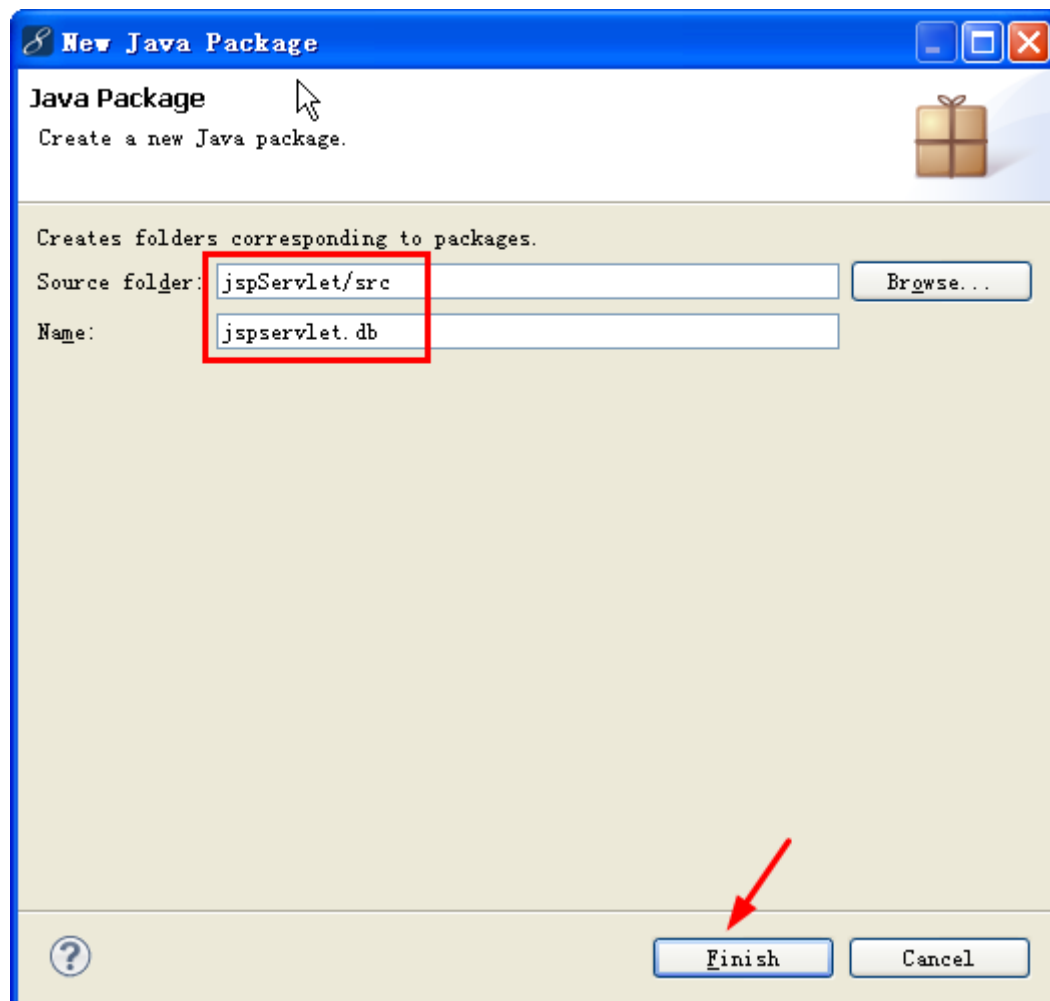 New Java Package
Java Package
Create a new Java package.
Creates folders corresponding to packages.
Source folder: jspServlet/src Browse...
Name: jspservlet.db
Finish Cancel